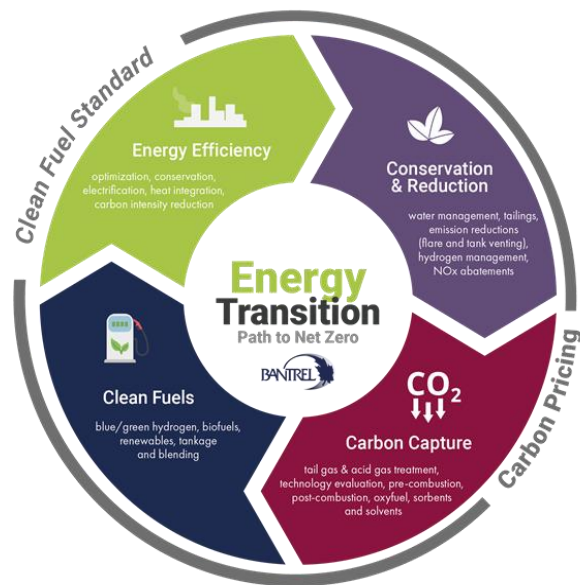 Clean Fuel Standard
Energy Efficiency
optimization, conservation,
electrification, heat integration,
carbon intensity reduction
Conservation
& Reduction
water management, tailings,
emission reductions
(flare and tank venting),
hydrogen management,
NOx abatements
Energy
Transition
Path to Net Zero
BANTREL
Clean Fuels
blue/green hydrogen, biofuels,
renewables, tankage
and blending
CO₂
Carbon Capture
tail gas & acid gas treatment,
technology evaluation, pre-combustion,
post-combustion, oxyfuel, sorbents
and solvents
Carbon Pricing